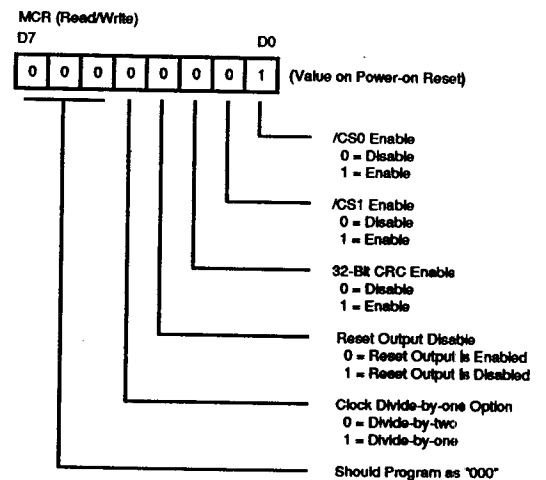 MCR (Read/Write)
D7 D0
0 0 0 0 0 0 0 1 (Value on Power-on Reset)
/CS0 Enable
0 = Disable
1 = Enable
/CS1 Enable
0 = Disable
1 = Enable
32-Bit CRC Enable
0 = Disable
1 = Enable
Reset Output Disable
0 = Reset Output Is Enabled
1 = Reset Output Is Disabled
Clock Divide-by-one Option
0 = Divide-by-two
1 = Divide-by-one
Should Program as "000"